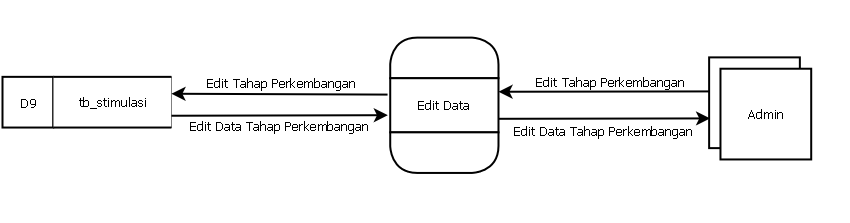 Edit Tahap Perkembangan
Edit Tahap Perkembangan
D9
tb_stimulasi
Edit Data
Admin
Edit Data Tahap Perkembangan
Edit Data Tahap Perkembangan